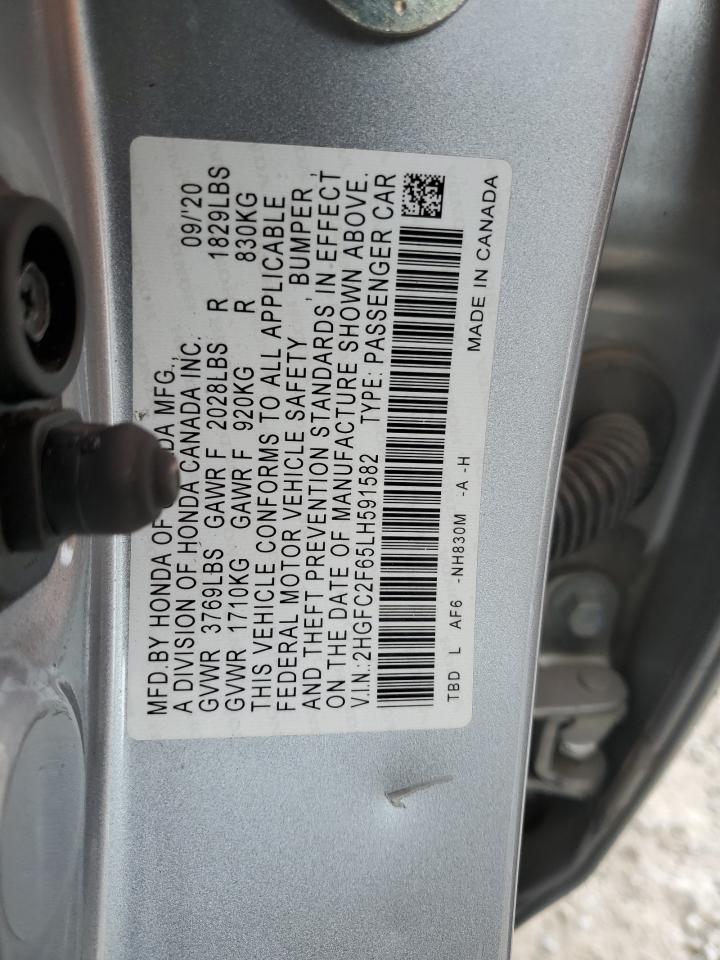 MFD.BY HONDA OF DA MFG., 09/'20
A DIVISION OF HONDA CANADA INC.
GVWR 3769LBS GAWR F 2028LBS R 1829LBS
GVWR 1710KG GAWR F 920KG R 830KG
THIS VEHICLE CONFORMS TO ALL APPLICABLE
FEDERAL MOTOR VEHICLE SAFETY, BUMPER,
AND THEFT PREVENTION STANDARDS IN EFFECT
ON THE DATE OF MANUFACTURE SHOWN ABOVE.
V.I.N.:2HGFC2F65LH591582 TYPE: PASSENGER CAR
TBD L AF6 -NH830M -A -H
MADE IN CANADA